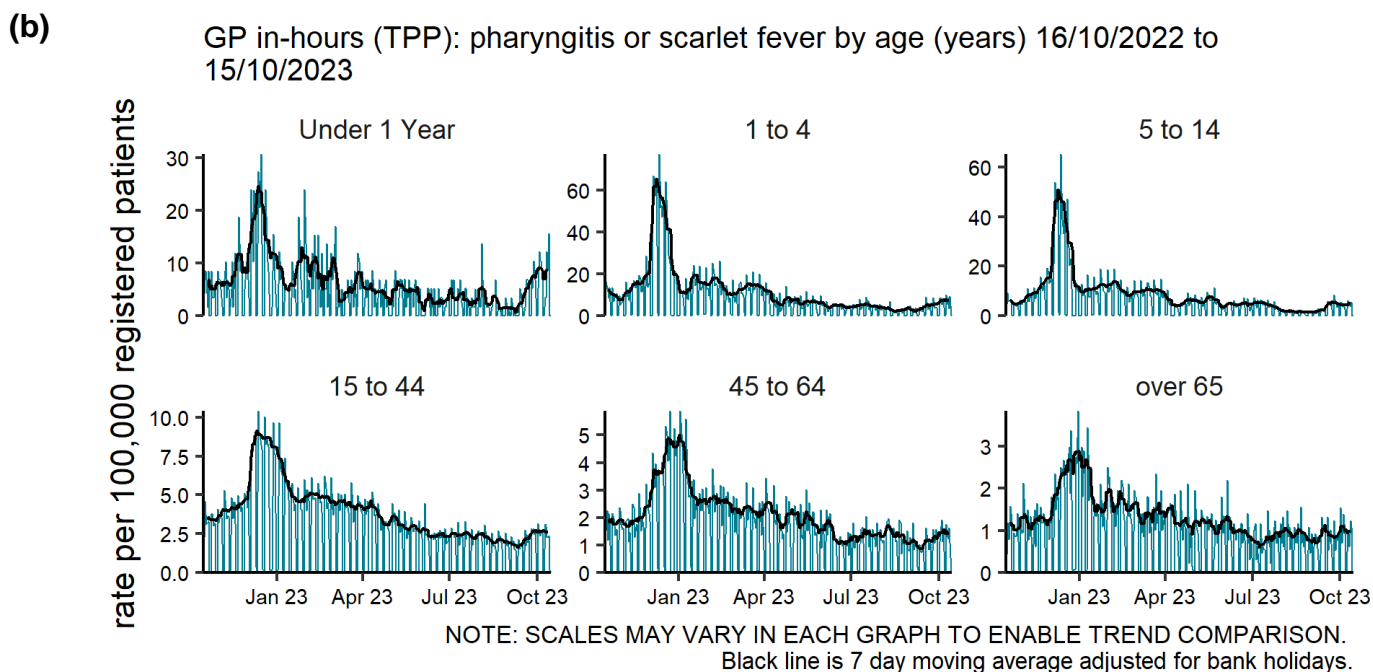 (b)
GP in-hours (TPP): pharyngitis or scarlet fever by age (years) 16/10/2022 to
15/10/2023
rate per 100,000 registered patients
Under 1 Year
30
20
10
0
1 to 4
60
40
20
0
5 to 14
60
40
20
0
15 to 44
10.0
7.5
5.0
2.5
0.0
Jan 23 Apr 23 Jul 23 Oct 23
45 to 64
5
4
3
2
1
0
Jan 23 Apr 23 Jul 23 Oct 23
over 65
3
2
1
0
Jan 23 Apr 23 Jul 23 Oct 23
NOTE: SCALES MAY VARY IN EACH GRAPH TO ENABLE TREND COMPARISON.
Black line is 7 day moving average adjusted for bank holidays.